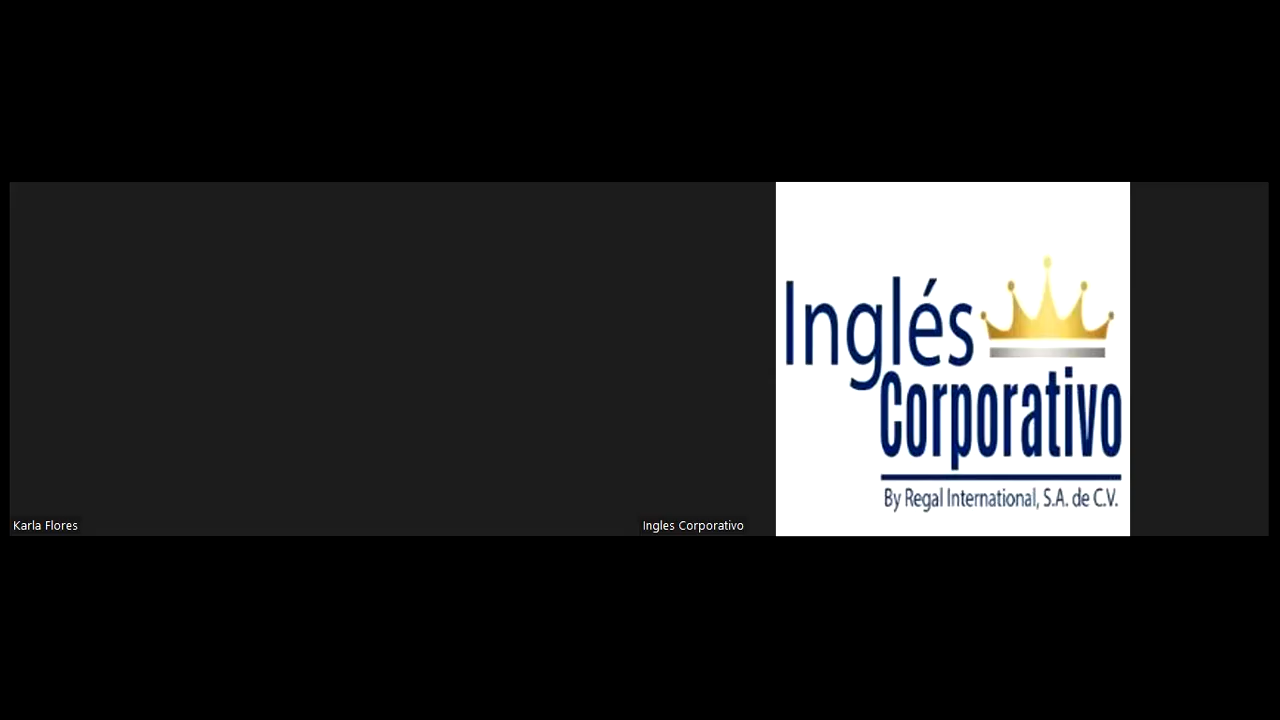 Inglés
Corporativo
By Regal International, S.A. de C.V.
Karla Flores
Ingles Corporativo